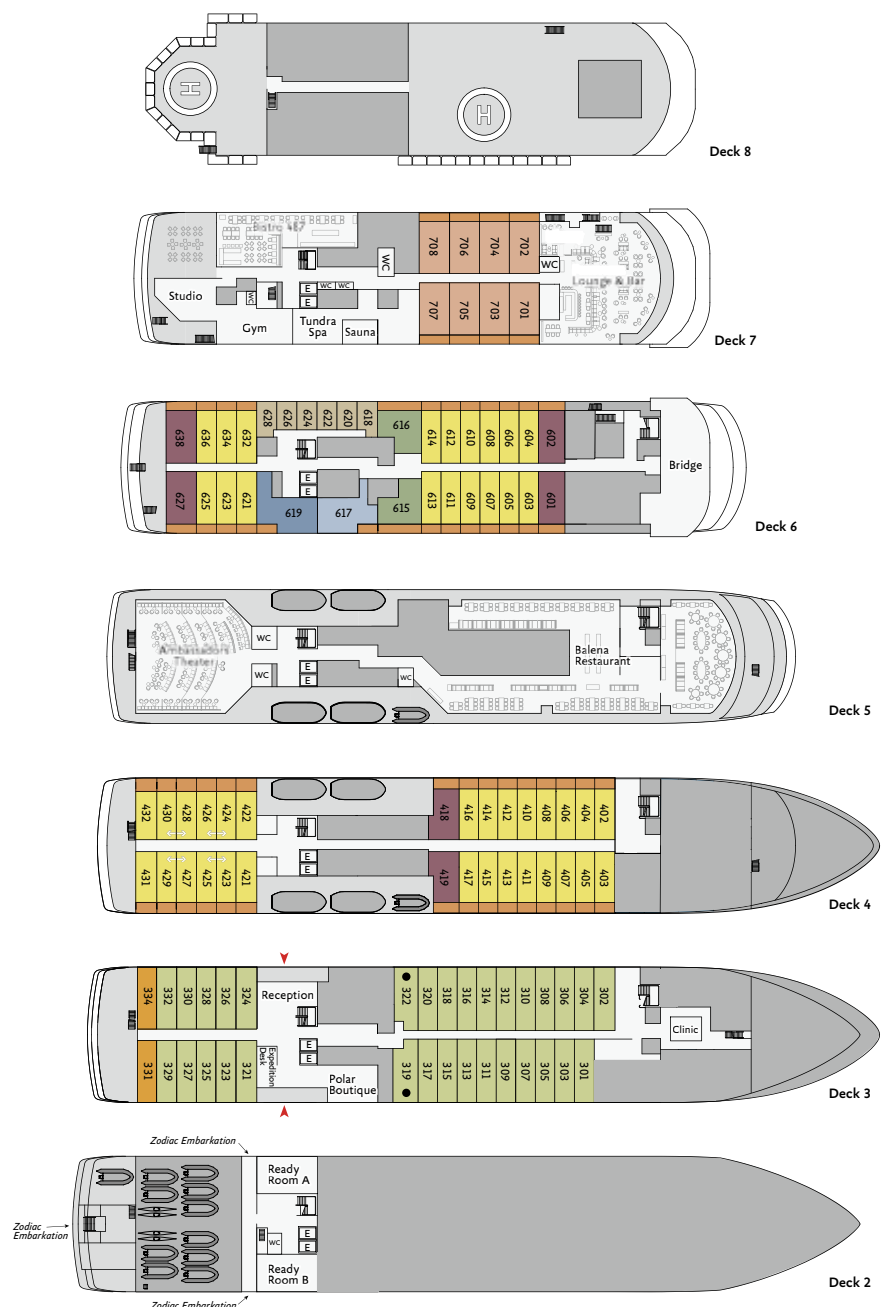 H
H
Deck 8
Bistro 487
708
706
704
702
WC
WC
Lounge & Bar
Studio
WC
E
E
WC
WC
Gym
Tundra
Spa
Sauna
707
705
703
701
Deck 7
638
636
634
632
628
626
624
622
620
618
616
614
612
610
608
606
604
602
Bridge
E
E
627
625
623
621
619
617
615
613
611
609
607
605
603
601
Deck 6
Ambassadors
Theater
WC
WC
E
E
WC
Balena
Restaurant
Deck 5
432
430
428
426
424
422
418
416
414
412
410
408
406
404
402
E
E
431
429
427
425
423
421
419
417
415
413
411
409
407
405
403
Deck 4
334
332
330
328
326
324
Reception
322
320
318
316
314
312
310
308
306
304
302
Clinic
E
E
331
329
327
325
323
321
Expedition
Desk
Polar
Boutique
319
317
315
313
311
309
307
305
303
301
Deck 3
Zodiac Embarkation
Ready
Room A
Zodiac
Embarkation
WC
E
E
Ready
Room B
Deck 2
Zodiac Embarkation